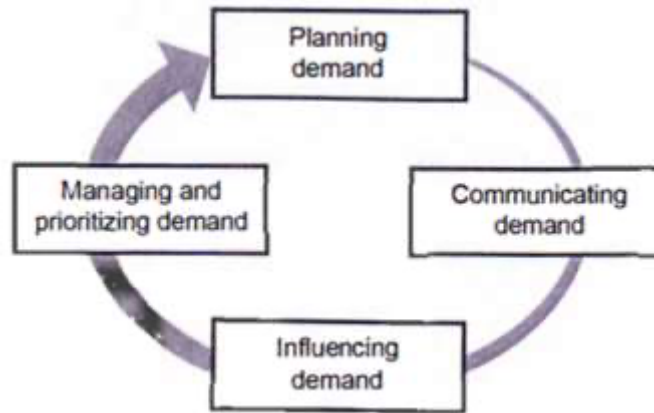 Planning
demand
Managing and
prioritizing demand
Communicating
demand
Influencing
demand